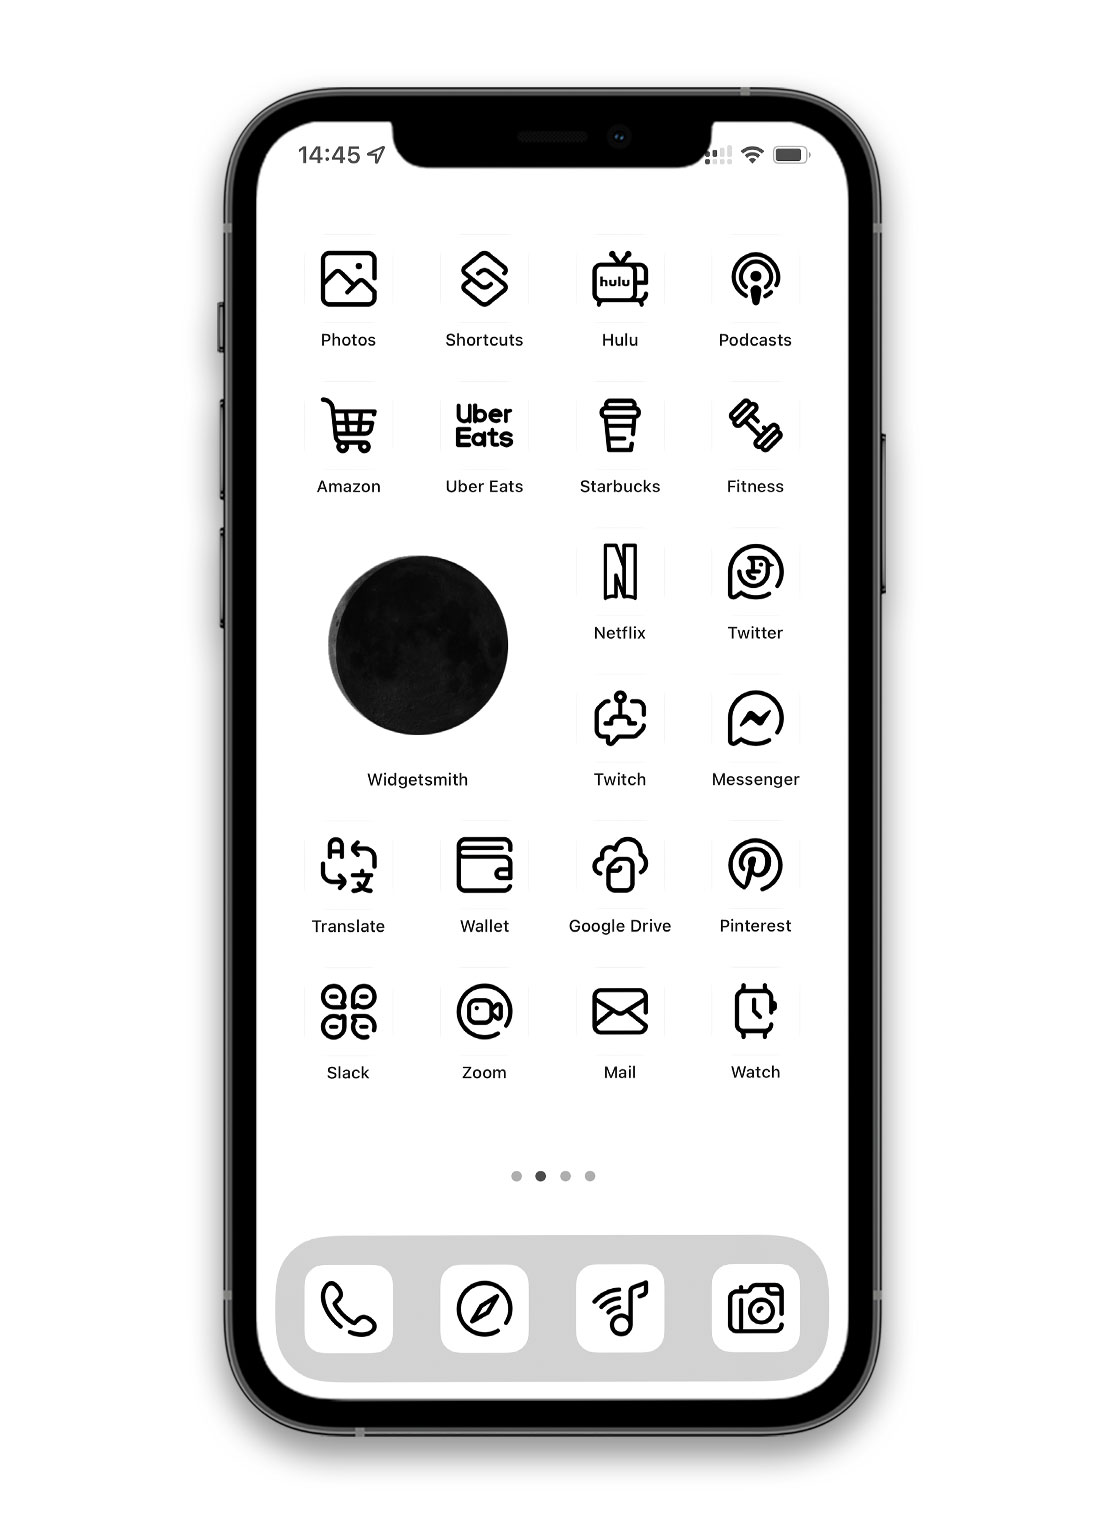 14:45
hulu
Photos Shortcuts Hulu Podcasts
Uber
Eats
Amazon Uber Eats Starbucks Fitness
N
Netflix Twitter
Widgetsmith Twitch Messenger
A
文
Translate Wallet Google Drive Pinterest
Slack Zoom Mail Watch